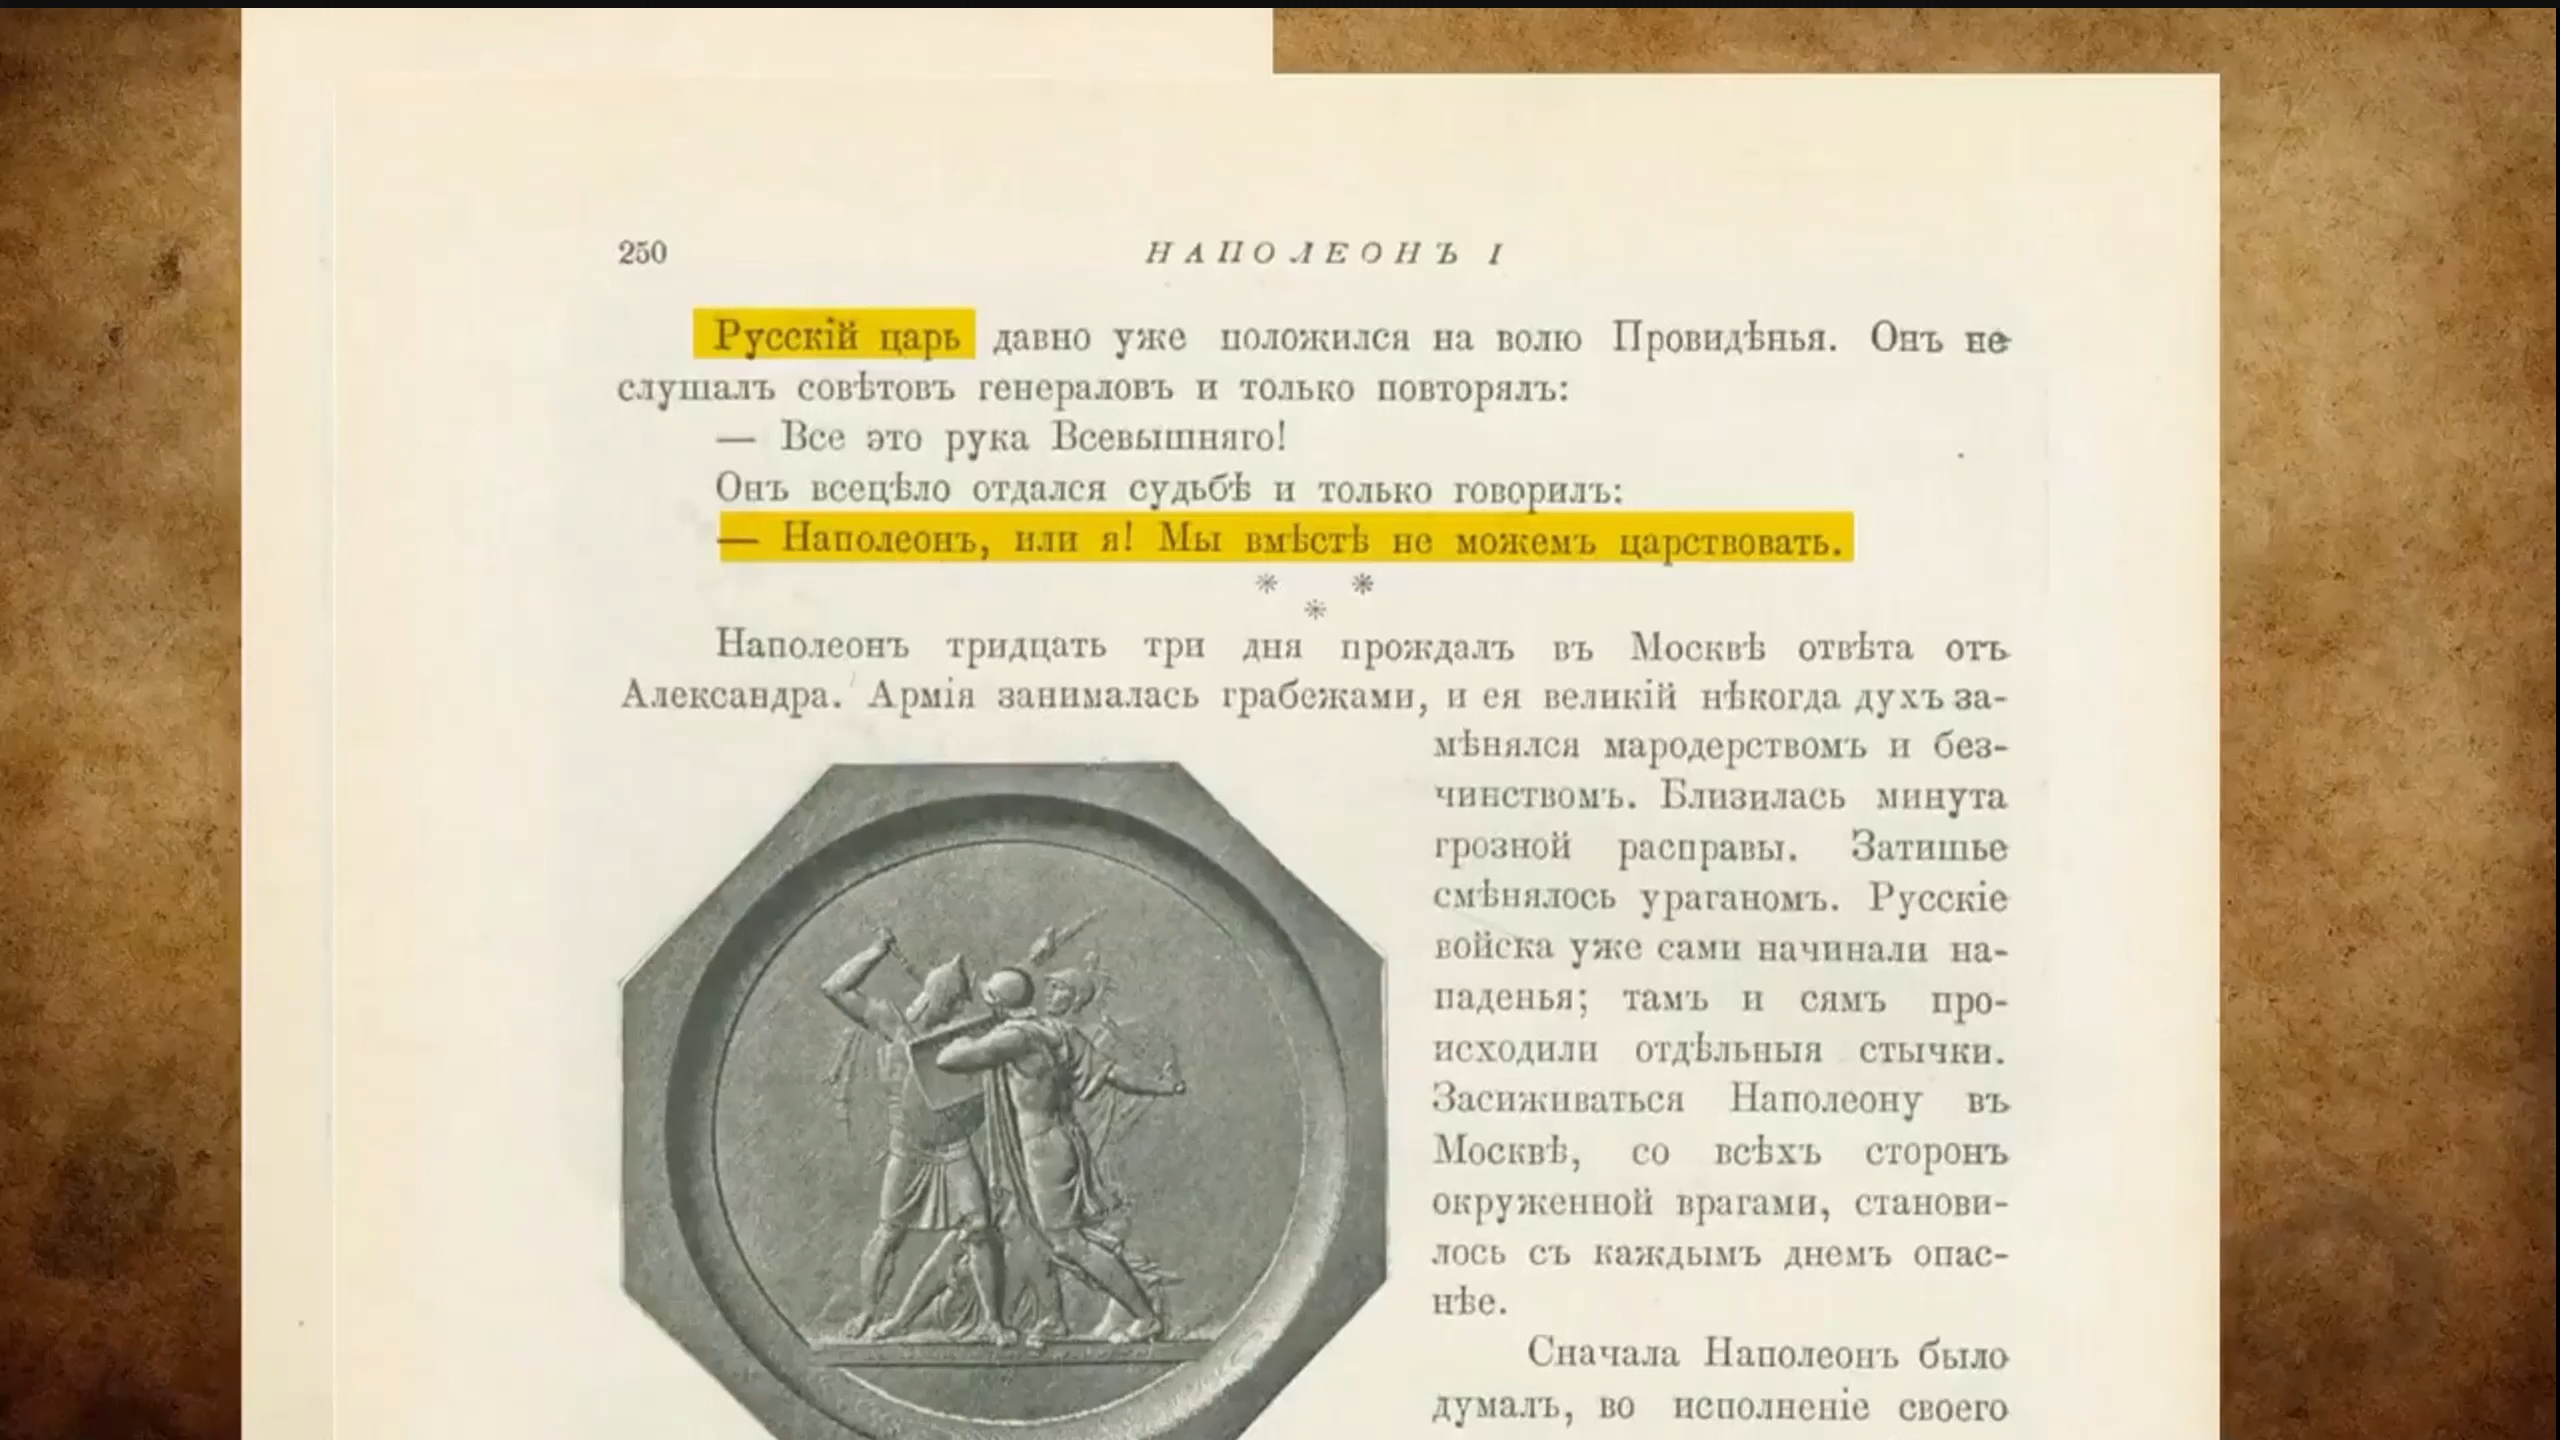 250
НАПОЛЕОНЪ I
Русскій царь давно уже положился на волю Провидѣнья. Онъ не
слушалъ совѣтовъ генераловъ и только повторялъ:
— Все это рука Всевышняго!
Онъ всецѣло отдался судьбѣ и только говорилъ:
— Наполеонъ, или я! Мы вмѣстѣ не можемъ царствовать.
* *
*
Наполеонъ тридцать три дня прождалъ въ Москвѣ отвѣта отъ
Александра. Армія занималась грабежами, и ея великій нѣкогда духъ за-
мѣнялся мародерствомъ и без-
чинствомъ. Близилась минута
грозной расправы. Затишье
смѣнялось ураганомъ. Русскіе
войска уже сами начинали на-
паденья; тамъ и сямъ про-
исходили отдѣльныя стычки.
Засиживаться Наполеону въ
Москвѣ, со всѣхъ сторонъ
окруженной врагами, станови-
лось съ каждымъ днемъ опас-
нѣе.
Сначала Наполеонъ было
думалъ, во исполненіе своего